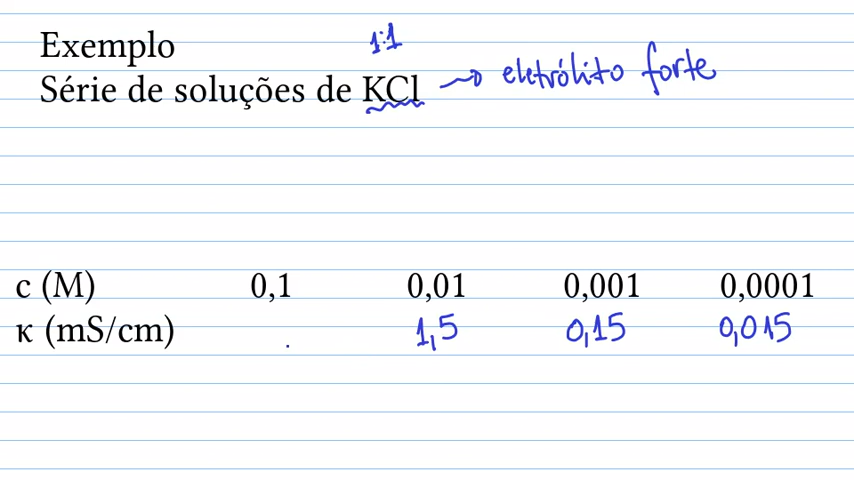 Exemplo 1:1
Série de soluções de KCl → eletrólito forte
c (M) 0,1 0,01 0,001 0,0001
κ (mS/cm) 1,5 0,15 0,015